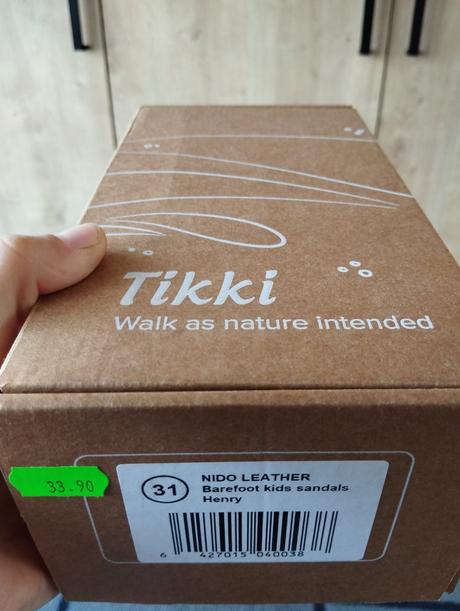 Tikki
Walk as nature intended
33.90
31
NIDO LEATHER
Barefoot kids sandals
Henry
6 427015 040038